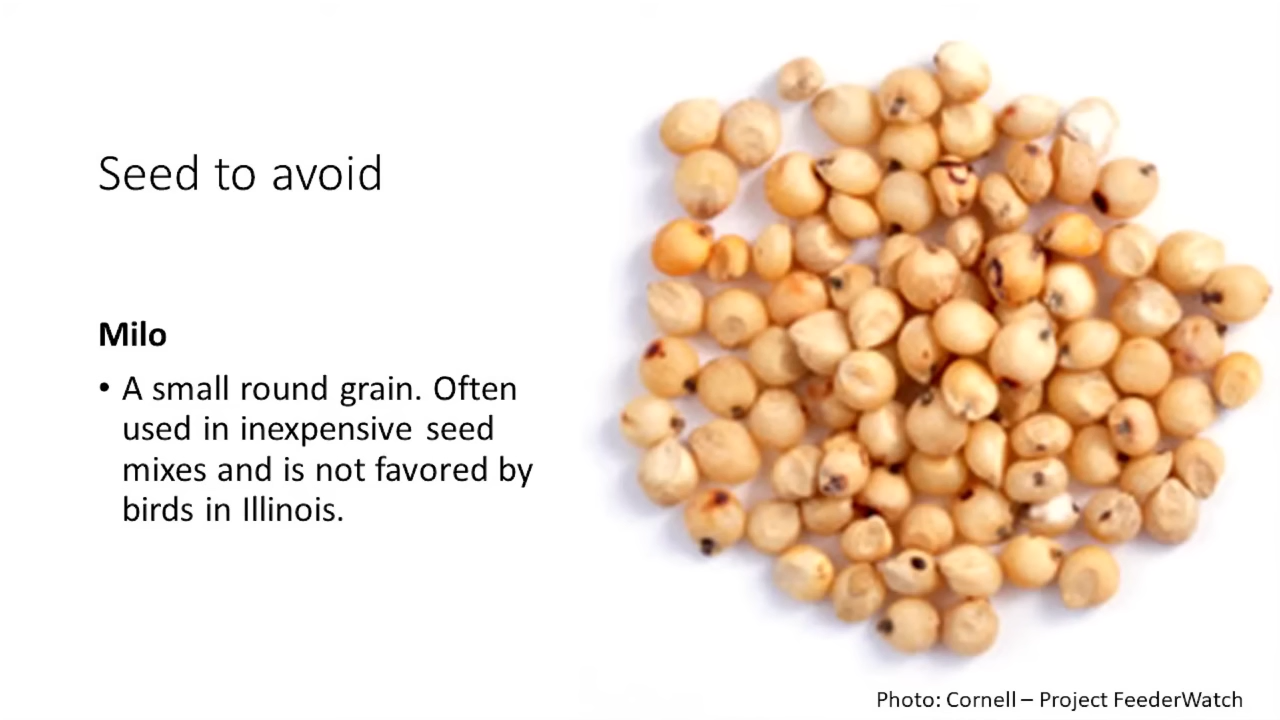 Seed to avoid
Milo
• A small round grain. Often
used in inexpensive seed
mixes and is not favored by
birds in Illinois.
Photo: Cornell – Project FeederWatch